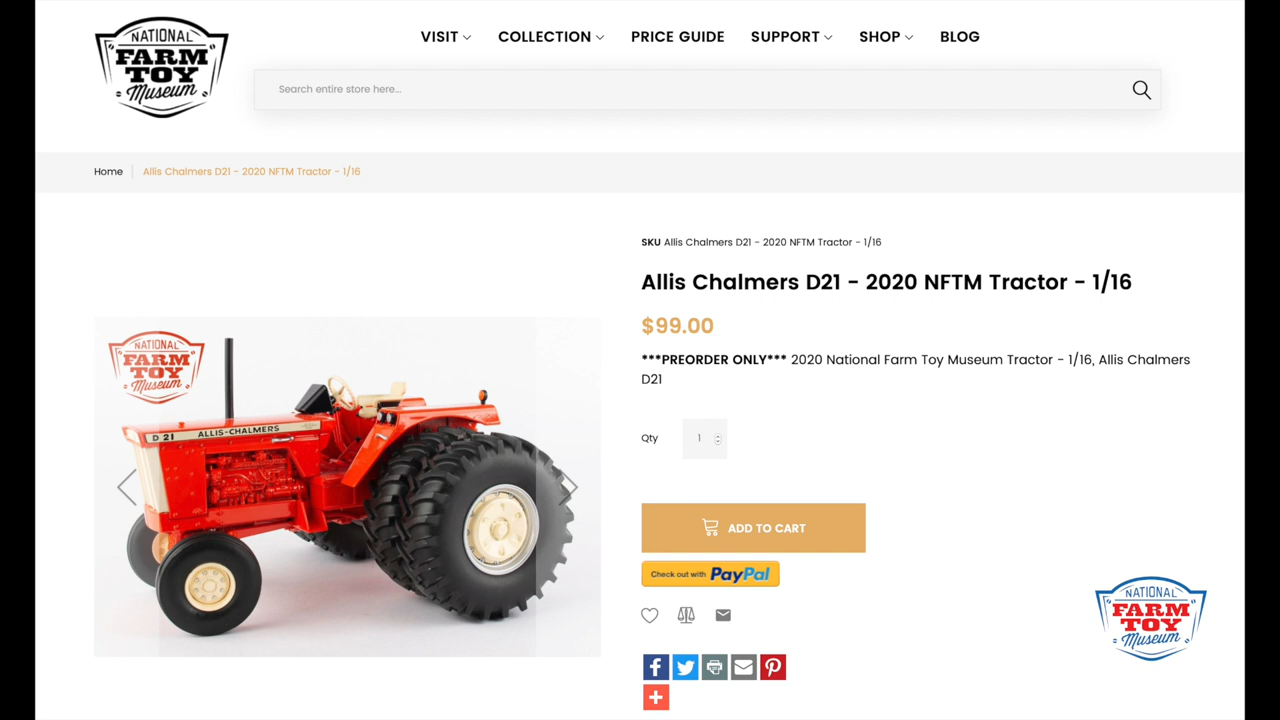 NATIONAL
FARM
TOY
Museum
VISIT
COLLECTION
PRICE GUIDE
SUPPORT
SHOP
BLOG
Search entire store here...
Home
Allis Chalmers D21 - 2020 NFTM Tractor - 1/16
SKU Allis Chalmers D21 - 2020 NFTM Tractor - 1/16
Allis Chalmers D21 - 2020 NFTM Tractor - 1/16
$99.00
***PREORDER ONLY*** 2020 National Farm Toy Museum Tractor - 1/16, Allis Chalmers
D21
NATIONAL
FARM
TOY
Museum
D 21 ALLIS-CHALMERS
Qty
1
ADD TO CART
Check out with PayPal
NATIONAL
FARM
TOY
Museum